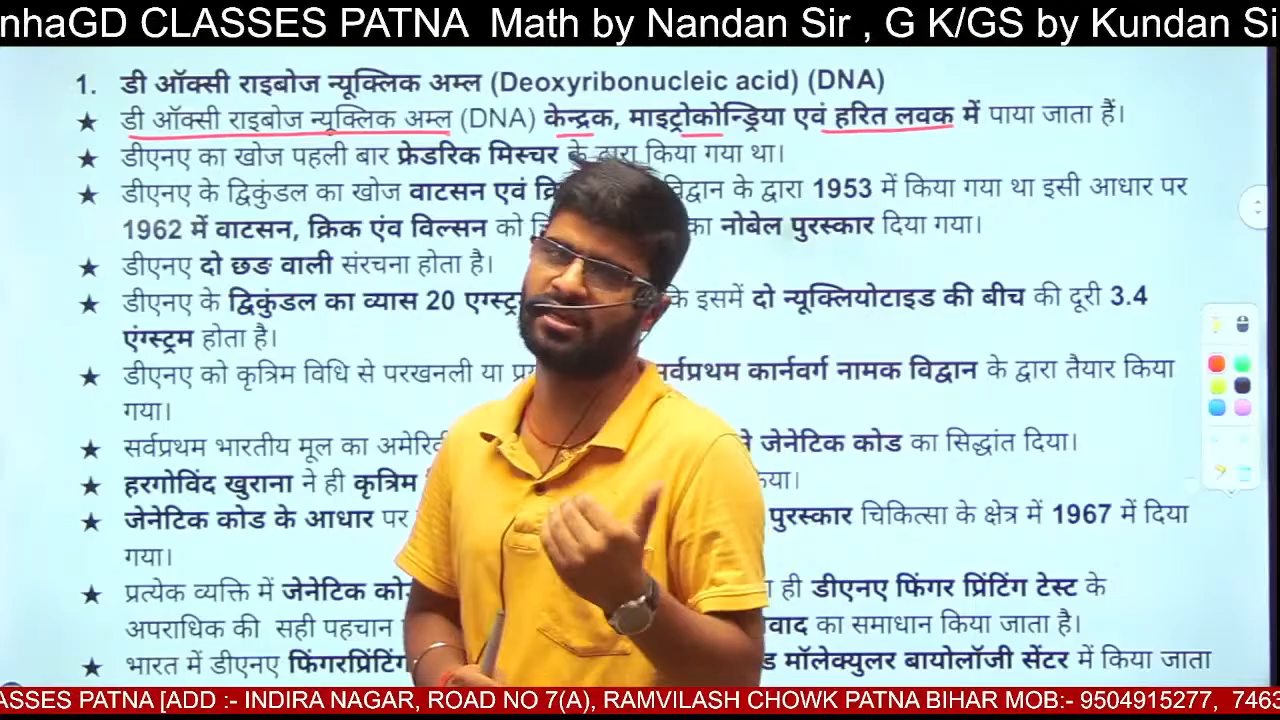 nhaGD CLASSES PATNA Math by Nandan Sir , G K/GS by Kundan Si
1. डी ऑक्सी राइबोज न्यूक्लिक अम्ल (Deoxyribonucleic acid) (DNA)
★ डी ऑक्सी राइबोज न्यूक्लिक अम्ल (DNA) केन्द्रक, माइट्रोकोन्ड्रिया एवं हरित लवक में पाया जाता हैं।
★ डीएनए का खोज पहली बार फ्रेडरिक मिस्चर के द्वारा किया गया था।
★ डीएनए के द्विकुंडल का खोज वाटसन एवं विद्वान के द्वारा 1953 में किया गया था इसी आधार पर
1962 में वाटसन, क्रिक एंव विल्सन को का नोबेल पुरस्कार दिया गया।
★ डीएनए दो छङ वाली संरचना होता है।
★ डीएनए के द्विकुंडल का व्यास 20 इसमें दो न्यूक्लियोटाइड की बीच की दूरी 3.4
एंग्स्ट्रम होता है।
★ डीएनए को कृत्रिम विधि से परखनली या सर्वप्रथम कार्नवर्ग नामक विद्वान के द्वारा तैयार किया
गया।
★ सर्वप्रथम भारतीय मूल का जेनेटिक कोड का सिद्धांत दिया।
★ हरगोविंद खुराना ने ही कृत्रिम
★ जेनेटिक कोड के आधार पर पुरस्कार चिकित्सा के क्षेत्र में 1967 में दिया
गया।
★ प्रत्येक व्यक्ति में जेनेटिक ही डीएनए फिंगर प्रिंटिंग टेस्ट के
अपराधिक की सही पहचान का समाधान किया जाता है।
★ भारत में डीएनए फिंगरप्रिंटिंग मॉलेक्युलर बायोलॉजी सेंटर में किया जाता
ASSES PATNA [ADD :- INDIRA NAGAR, ROAD NO 7(A), RAMVILASH CHOWK PATNA BIHAR MOB:- 9504915277, 7463